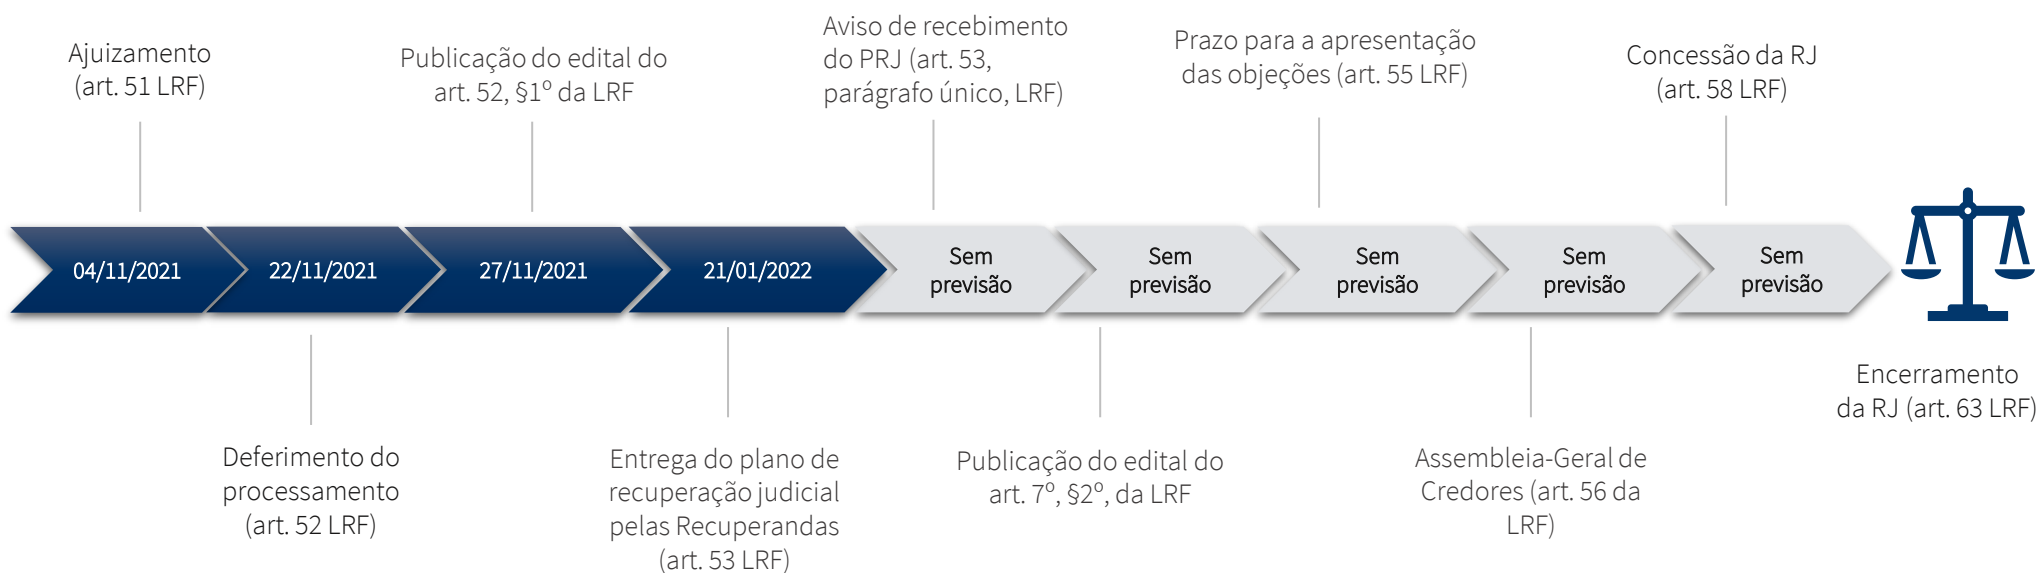 Ajuizamento
(art. 51 LRF)
Publicação do edital do
art. 52, §1º da LRF
Aviso de recebimento
do PRJ (art. 53,
parágrafo único, LRF)
Prazo para a apresentação
das objeções (art. 55 LRF)
Concessão da RJ
(art. 58 LRF)
04/11/2021
22/11/2021
27/11/2021
21/01/2022
Sem
previsão
Sem
previsão
Sem
previsão
Sem
previsão
Sem
previsão
Deferimento do
processamento
(art. 52 LRF)
Entrega do plano de
recuperação judicial
pelas Recuperandas
(art. 53 LRF)
Publicação do edital do
art. 7º, §2º, da LRF
Assembleia-Geral de
Credores (art. 56 da
LRF)
Encerramento
da RJ (art. 63 LRF)